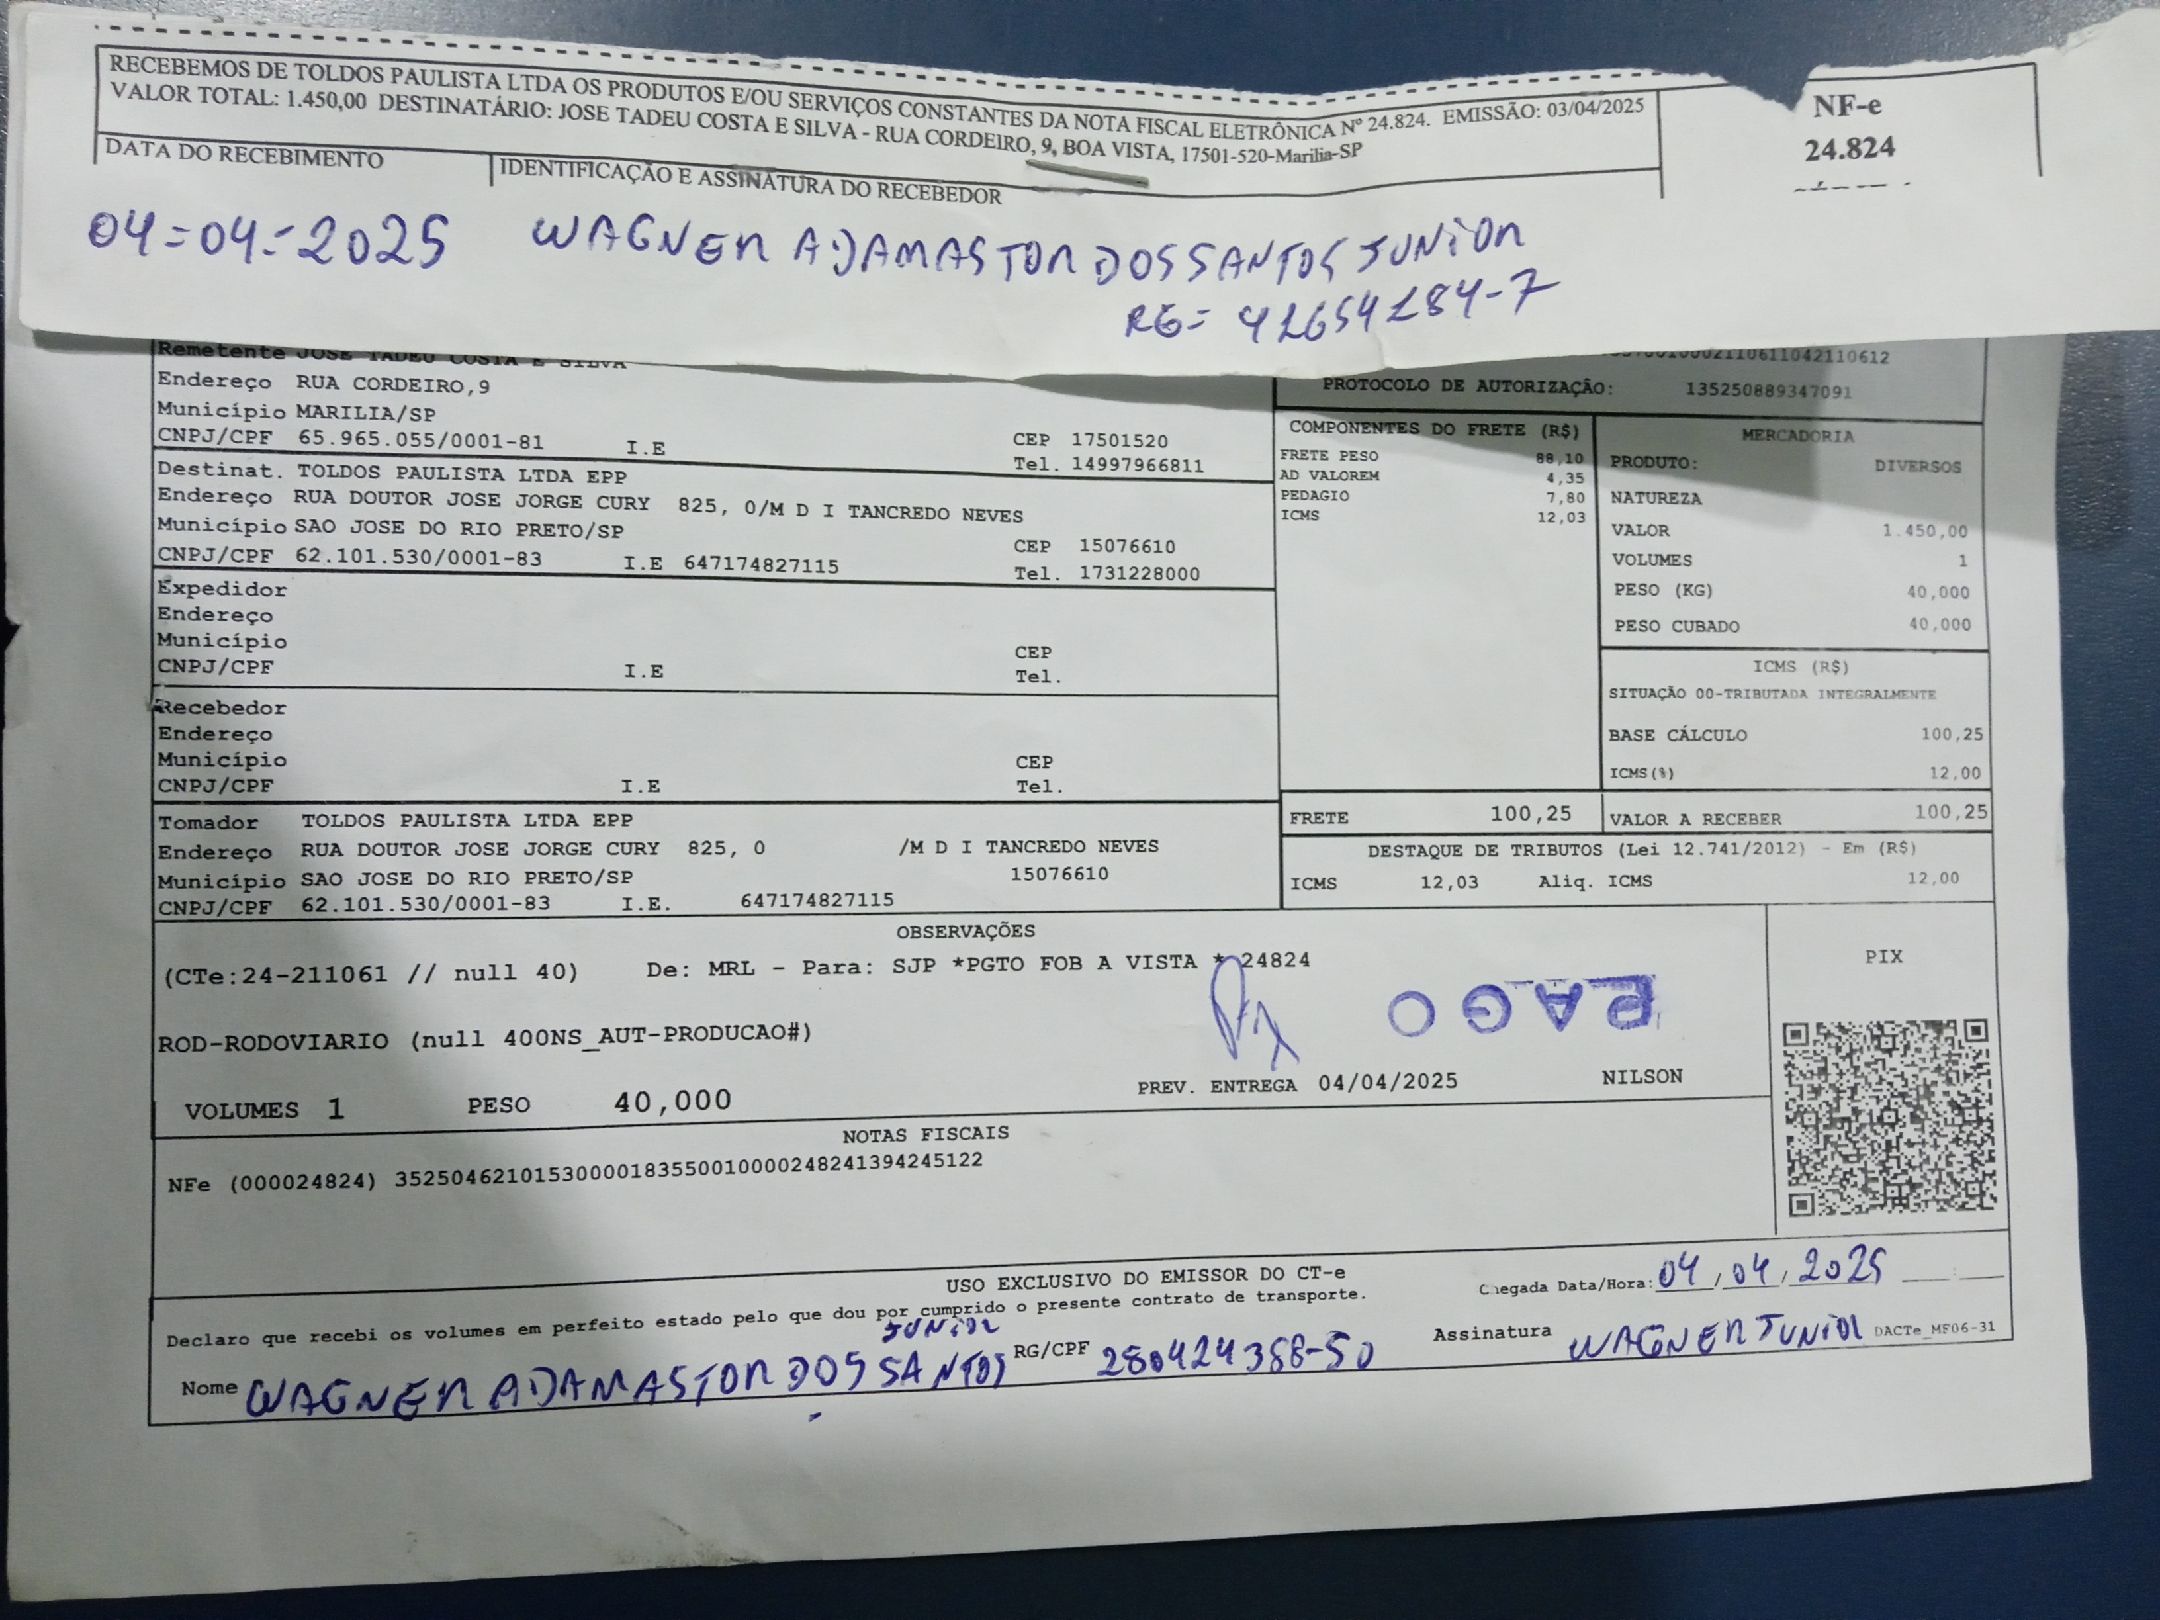 RECEBEMOS DE TOLDOS PAULISTA LTDA OS PRODUTOS E/OU SERVIÇOS CONSTANTES DA NOTA FISCAL ELETRÔNICA Nº 24.824. EMISSÃO: 03/04/2025
VALOR TOTAL: 1.450,00 DESTINATÁRIO: JOSE TADEU COSTA E SILVA - RUA CORDEIRO, 9, BOA VISTA, 17501-520-Marília-SP
NF-e
24.824
DATA DO RECEBIMENTO IDENTIFICAÇÃO E ASSINATURA DO RECEBEDOR
04=04=2025 WAGNER ADAMASTOR DOS SANTOS JUNIOR
RG=
Remetente JOSE TADEU COSTA E SILVA
Endereço RUA CORDEIRO,9
Município MARILIA/SP
CNPJ/CPF 65.965.055/0001-81 I.E CEP 17501520
Tel. 14997966811
Destinat. TOLDOS PAULISTA LTDA EPP
Endereço RUA DOUTOR JOSE JORGE CURY 825, 0/M D I TANCREDO NEVES
Município SAO JOSE DO RIO PRETO/SP
CEP 15076610
CNPJ/CPF 62.101.530/0001-83 I.E 647174827115 Tel. 1731228000
Expedidor
Endereço
Município
CEP
CNPJ/CPF I.E Tel.
Recebedor
Endereço
Município CEP
CNPJ/CPF I.E Tel.
Tomador TOLDOS PAULISTA LTDA EPP
Endereço RUA DOUTOR JOSE JORGE CURY 825, 0 /M D I TANCREDO NEVES
Município SAO JOSE DO RIO PRETO/SP 15076610
CNPJ/CPF 62.101.530/0001-83 I.E. 647174827115
PROTOCOLO DE AUTORIZAÇÃO: 135250889347091
COMPONENTES DO FRETE (R$)
FRETE PESO 88,10
AD VALOREM 4,35
PEDAGIO 7,80
ICMS 12,03
MERCADORIA
PRODUTO: DIVERSOS
NATUREZA
VALOR 1.450,00
VOLUMES 1
PESO (KG) 40,000
PESO CUBADO 40,000
ICMS (R$)
SITUAÇÃO 00-TRIBUTADA INTEGRALMENTE
BASE CÁLCULO 100,25
ICMS(%) 12,00
FRETE 100,25 VALOR A RECEBER 100,25
DESTAQUE DE TRIBUTOS (Lei 12.741/2012) - Em (R$)
ICMS 12,03 Aliq. ICMS 12,00
OBSERVAÇÕES
(CTe:24-211061 // null 40) De: MRL - Para: SJP *PGTO FOB A VISTA * 24824
PAGO
PIX
ROD-RODOVIARIO (null 400NS_AUT-PRODUCAO#)
PREV. ENTREGA 04/04/2025 NILSON
VOLUMES 1 PESO 40,000
NOTAS FISCAIS
NFe (000024824) 35250462101530000183550010000248241394245122
USO EXCLUSIVO DO EMISSOR DO CT-e
Declaro que recebi os volumes em perfeito estado pelo que dou por cumprido o presente contrato de transporte.
Chegada Data/Hora: 04/04/2025
Nome WAGNER ADAMASTOR DOS SANTOS JUNIOR RG/CPF 280424388-50 Assinatura WAGNER JUNIOR DACTe_MF06-31